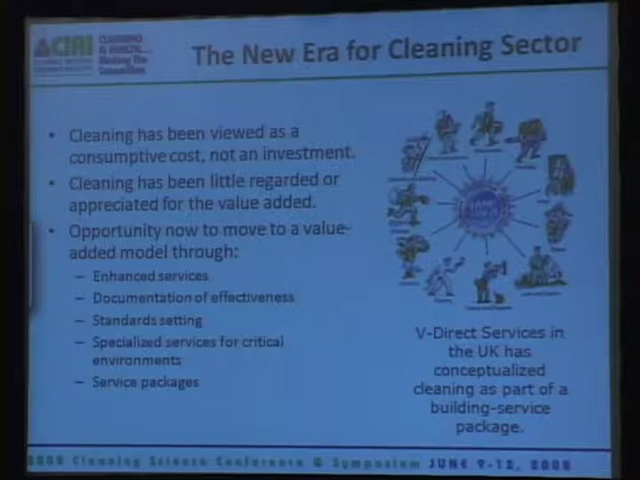 CIRI
CLEANING
& HEALTH...
Making The
Connection
The New Era for Cleaning Sector
• Cleaning has been viewed as a
consumptive cost, not an investment.
• Cleaning has been little regarded or
appreciated for the value added.
• Opportunity now to move to a value-
added model through:
– Enhanced services
– Documentation of effectiveness
– Standards setting
– Specialized services for critical
environments
– Service packages
V-Direct Services in
the UK has
conceptualized
cleaning as part of a
building-service
package.
2008 Cleaning Science Conference & Symposium JUNE 9-12, 2008